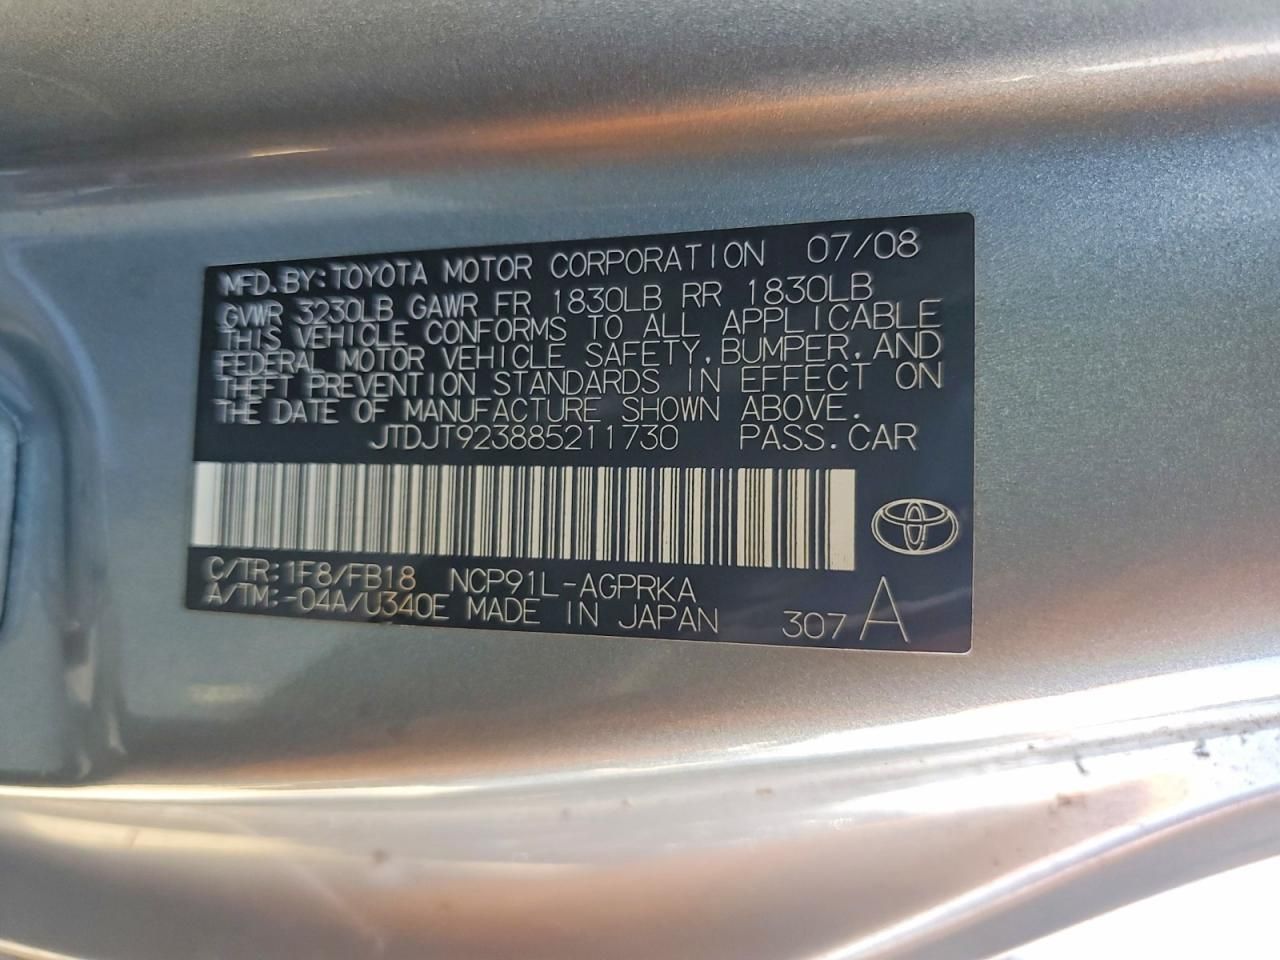 MFD.BY:TOYOTA MOTOR CORPORATION 07/08
GVWR 3230LB GAWR FR 1830LB RR 1830LB
THIS VEHICLE CONFORMS TO ALL APPLICABLE
FEDERAL MOTOR VEHICLE SAFETY,BUMPER,AND
THEFT PREVENTION STANDARDS IN EFFECT ON
THE DATE OF MANUFACTURE SHOWN ABOVE.
JTDJT923885211730 PASS.CAR
C/TR:1F8/FB18 NCP91L-AGPRKA
A/TM:-04A/U340E MADE IN JAPAN 307 A